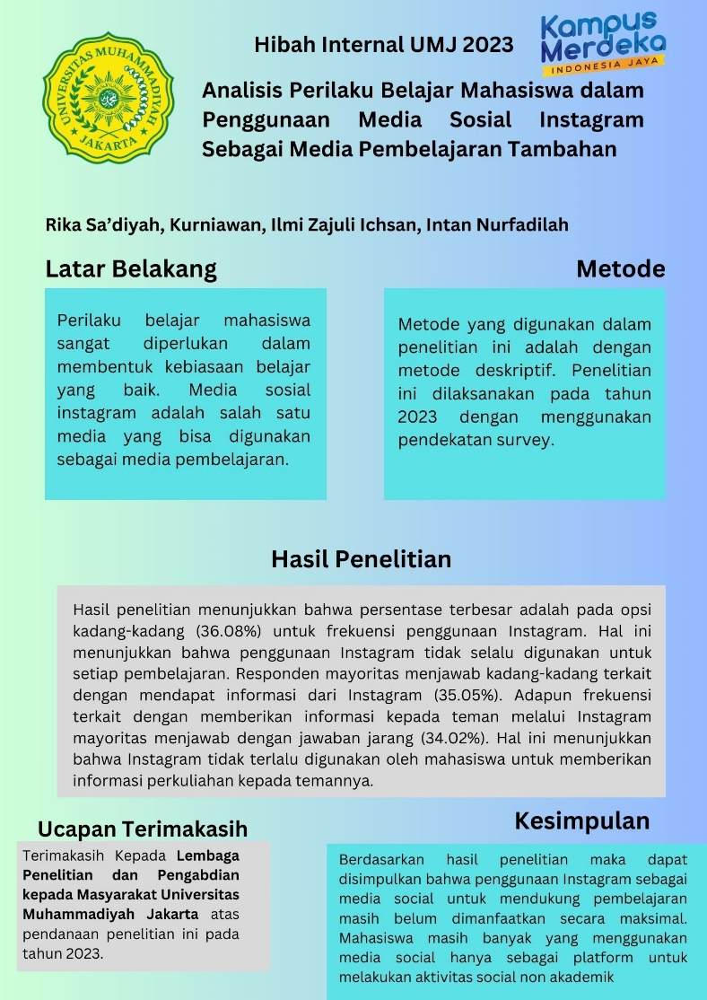 Hibah Internal UMJ 2023
Kampus
Merdeka
INDONESIA JAYA
UNIVERSITAS MUHAMMADIYAH
JAKARTA
Analisis Perilaku Belajar Mahasiswa dalam
Penggunaan Media Sosial Instagram
Sebagai Media Pembelajaran Tambahan
Rika Sa’diyah, Kurniawan, Ilmi Zajuli Ichsan, Intan Nurfadilah
Latar Belakang
Perilaku belajar mahasiswa
sangat diperlukan dalam
membentuk kebiasaan belajar
yang baik. Media sosial
instagram adalah salah satu
media yang bisa digunakan
sebagai media pembelajaran.
Metode
Metode yang digunakan dalam
penelitian ini adalah dengan
metode deskriptif. Penelitian
ini dilaksanakan pada tahun
2023 dengan menggunakan
pendekatan survey.
Hasil Penelitian
Hasil penelitian menunjukkan bahwa persentase terbesar adalah pada opsi
kadang-kadang (36.08%) untuk frekuensi penggunaan Instagram. Hal ini
menunjukkan bahwa penggunaan Instagram tidak selalu digunakan untuk
setiap pembelajaran. Responden mayoritas menjawab kadang-kadang terkait
dengan mendapat informasi dari Instagram (35.05%). Adapun frekuensi
terkait dengan memberikan informasi kepada teman melalui Instagram
mayoritas menjawab dengan jawaban jarang (34.02%). Hal ini menunjukkan
bahwa Instagram tidak terlalu digunakan oleh mahasiswa untuk memberikan
informasi perkuliahan kepada temannya.
Ucapan Terimakasih
Terimakasih Kepada Lembaga
Penelitian dan Pengabdian
kepada Masyarakat Universitas
Muhammadiyah Jakarta atas
pendanaan penelitian ini pada
tahun 2023.
Kesimpulan
Berdasarkan hasil penelitian maka dapat
disimpulkan bahwa penggunaan Instagram sebagai
media social untuk mendukung pembelajaran
masih belum dimanfaatkan secara maksimal.
Mahasiswa masih banyak yang menggunakan
media social hanya sebagai platform untuk
melakukan aktivitas social non akademik